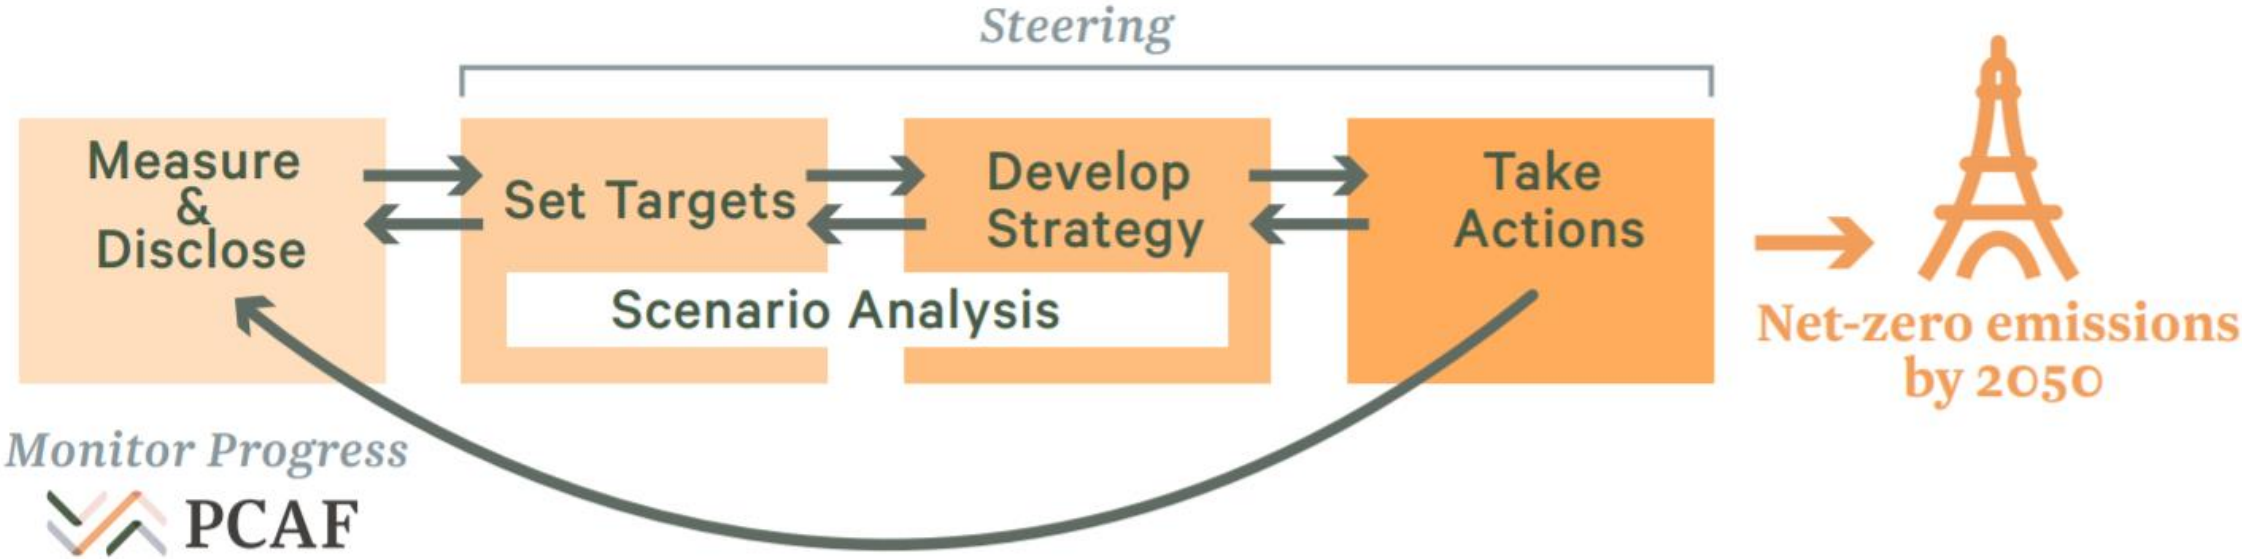 Steering
Measure
&
Disclose
Set Targets
Develop
Strategy
Take
Actions
Scenario Analysis
Net-zero emissions
by 2050
Monitor Progress
PCAF